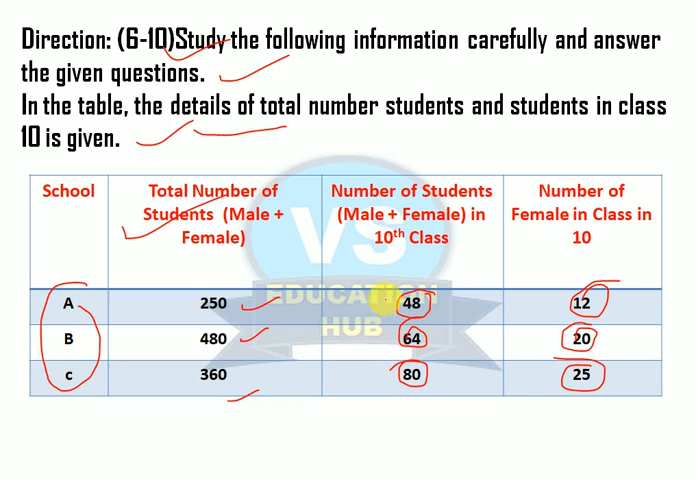 Direction: (6-10)Study the following information carefully and answer
the given questions.
In the table, the details of total number students and students in class
10 is given.
School
Total Number of
Students (Male +
Female)
Number of Students
(Male + Female) in
10th Class
Number of
Female in Class in
10
A 250 48 12
B 480 64 20
c 360 80 25
VS
EDUCATION
HUB